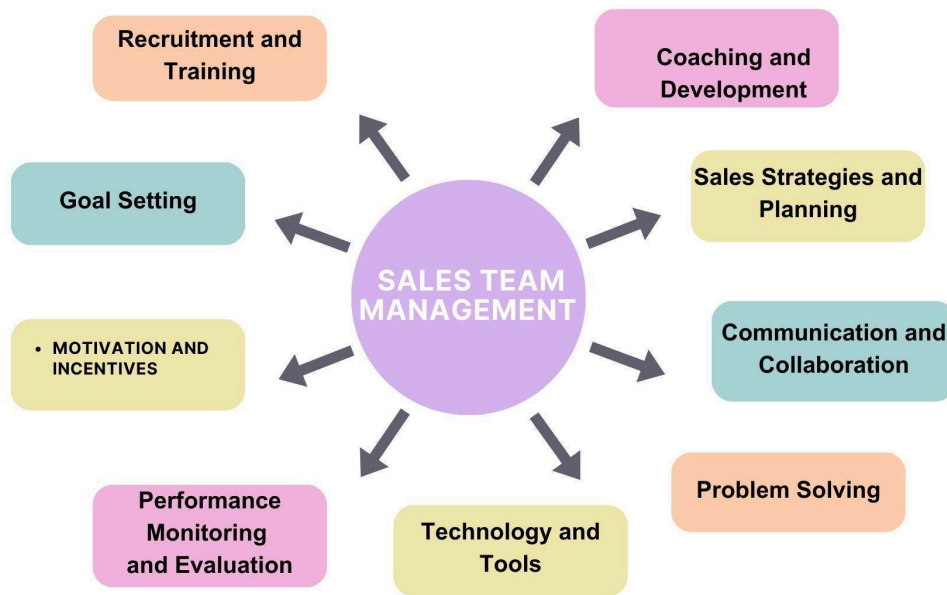 Recruitment and
Training
Coaching and
Development
Goal Setting
Sales Strategies and
Planning
SALES TEAM
MANAGEMENT
• MOTIVATION AND
INCENTIVES
Communication and
Collaboration
Performance
Monitoring
and Evaluation
Technology and
Tools
Problem Solving